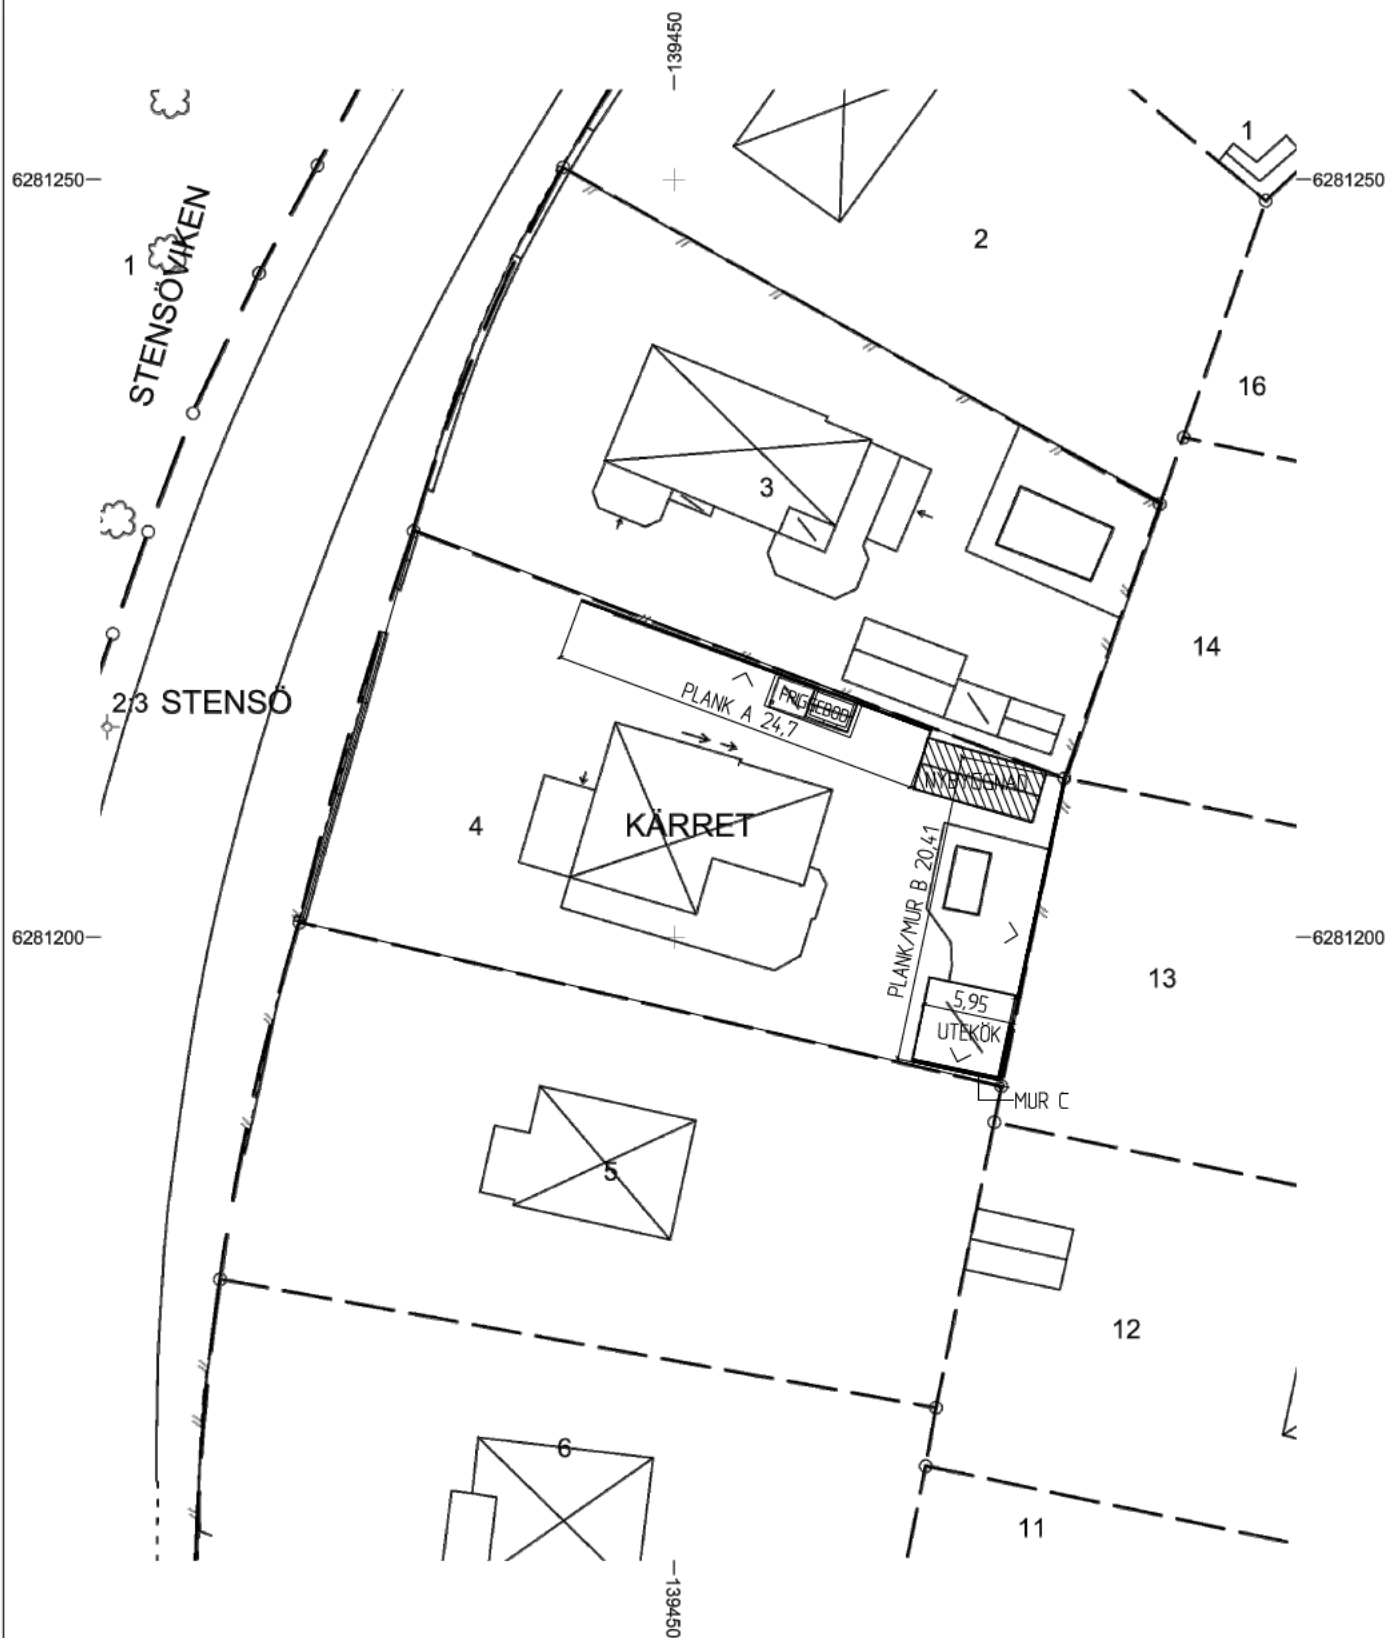 139450
1
6281250
6281250
2
STENSÖVIKEN
1
16
3
14
2:3 STENSÖ
PLANK A 24,7
FRIGGEBOD
NYBYGGNAD
4
KÄRRET
PLANK/MUR B 20,41
6281200
6281200
13
5,95
UTEKÖK
MUR C
5
12
6
11
139450